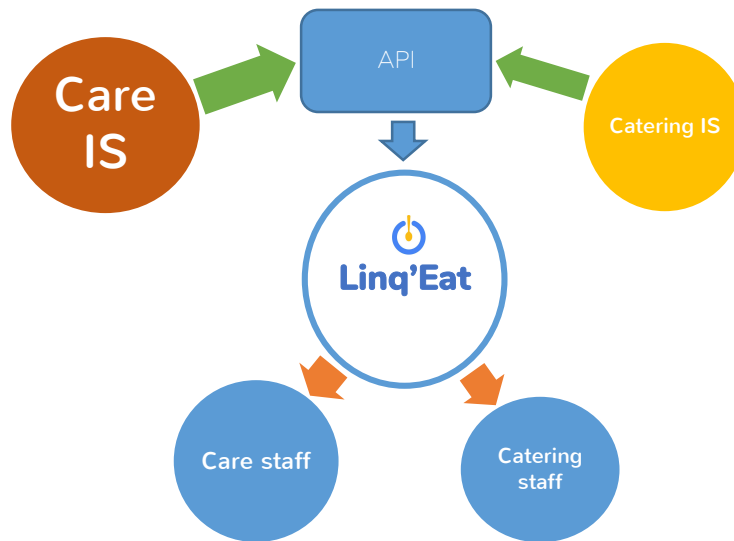 API
Care
IS
Catering IS
Linq'Eat
Care staff
Catering
staff